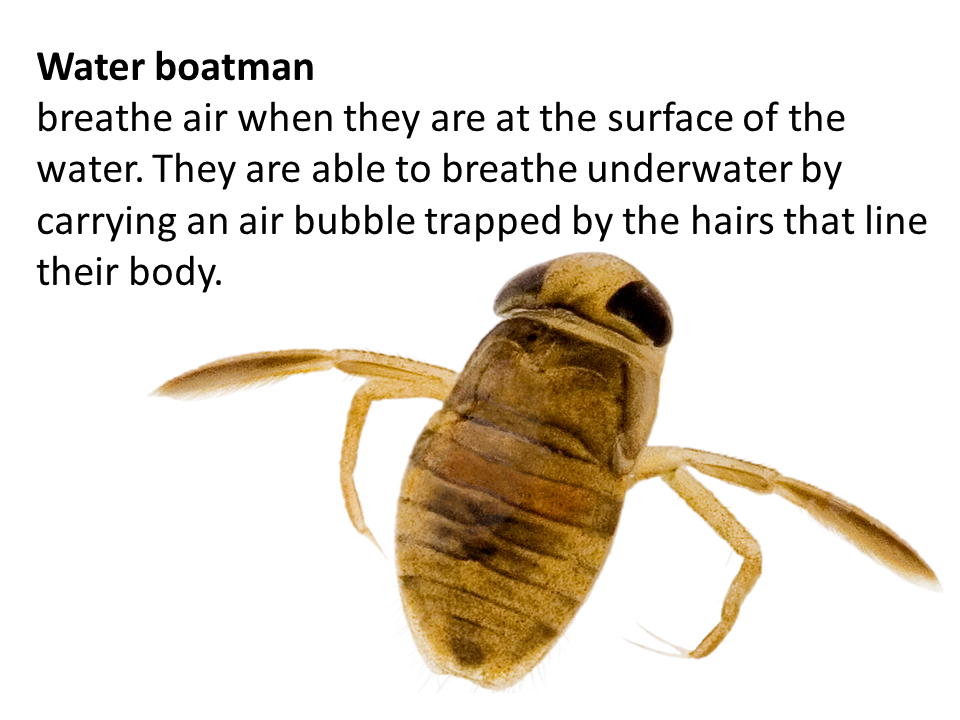 Water boatman
breathe air when they are at the surface of the
water. They are able to breathe underwater by
carrying an air bubble trapped by the hairs that line
their body.